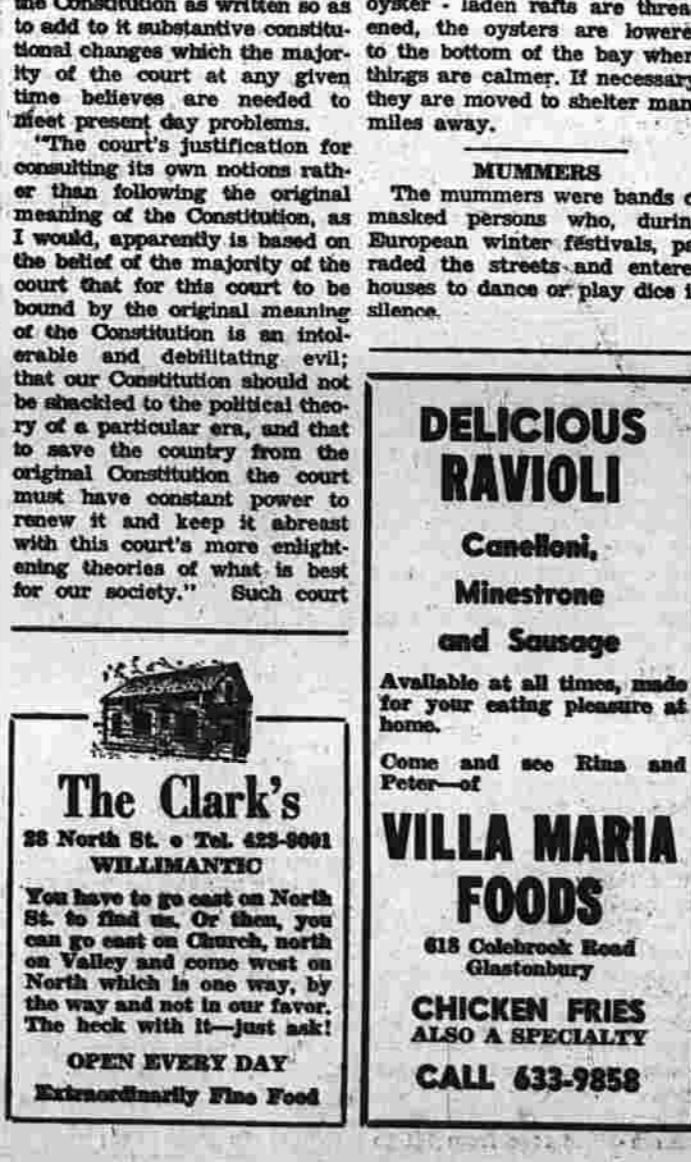 the Constitution as written so as
to add to it substantive constitu-
tional changes which the major-
ity of the court at any given
time believes are needed to
meet present day problems.
"The court's justification for
consulting its own notions rath-
er than following the original
meaning of the Constitution, as
I would, apparently is based on
the belief of the majority of the
court that for this court to be
bound by the original meaning
of the Constitution is an intol-
erable and debilitating evil;
that our Constitution should not
be shackled to the political theo-
ry of a particular era, and that
to save the country from the
original Constitution the court
must have constant power to
renew it and keep it abreast
with this court's more enlight-
ening theories of what is best
for our society." Such court
The Clark's
28 North St. • Tel. 423-9001
WILLIMANTIC
You have to go east on North
St. to find us. Or then, you
can go east on Church, north
on Valley and come west on
North which is one way, by
the way and not in our favor.
The heck with it—just ask!
OPEN EVERY DAY
Extraordinarily Fine Food
oyster - laden rafts are threa
ened, the oysters are lowere
to the bottom of the bay wher
things are calmer. If necessary
they are moved to shelter man
miles away.
MUMMERS
The mummers were bands o
masked persons who, durin
European winter festivals, pa
raded the streets and entere
houses to dance or play dice i
silence.
DELICIOUS
RAVIOLI
Canelloni,
Minestrone
and Sausage
Available at all times, made
for your eating pleasure at
home.
Come and see Rina and
Peter—of
VILLA MARIA
FOODS
618 Colebrook Road
Glastonbury
CHICKEN FRIES
ALSO A SPECIALTY
CALL 633-9858